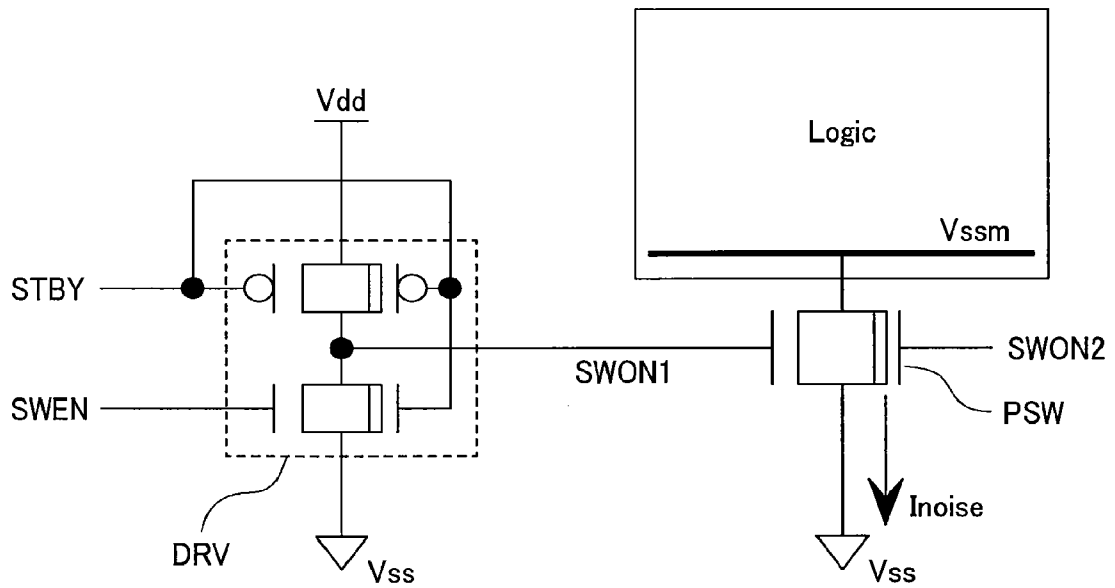 Vdd
Logic
Vssm
STBY
SWON1
SWON2
SWEN
PSW
Inoise
DRV
Vss
Vss